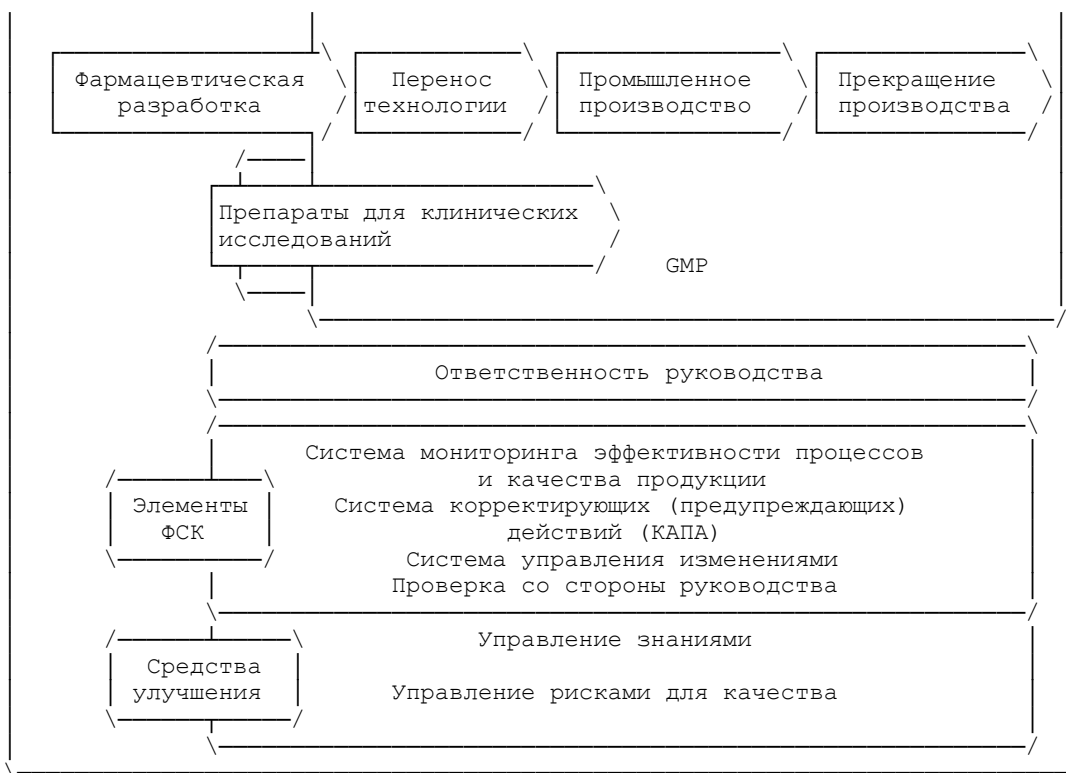 Фармацевтическая Перенос Промышленное Прекращение
разработка технологии производство производства
Препараты для клинических
исследований
GMP
Ответственность руководства
Система мониторинга эффективности процессов
и качества продукции
Элементы Система корректирующих (предупреждающих)
ФСК действий (КАПА)
Система управления изменениями
Проверка со стороны руководства
Управление знаниями
Средства
улучшения Управление рисками для качества